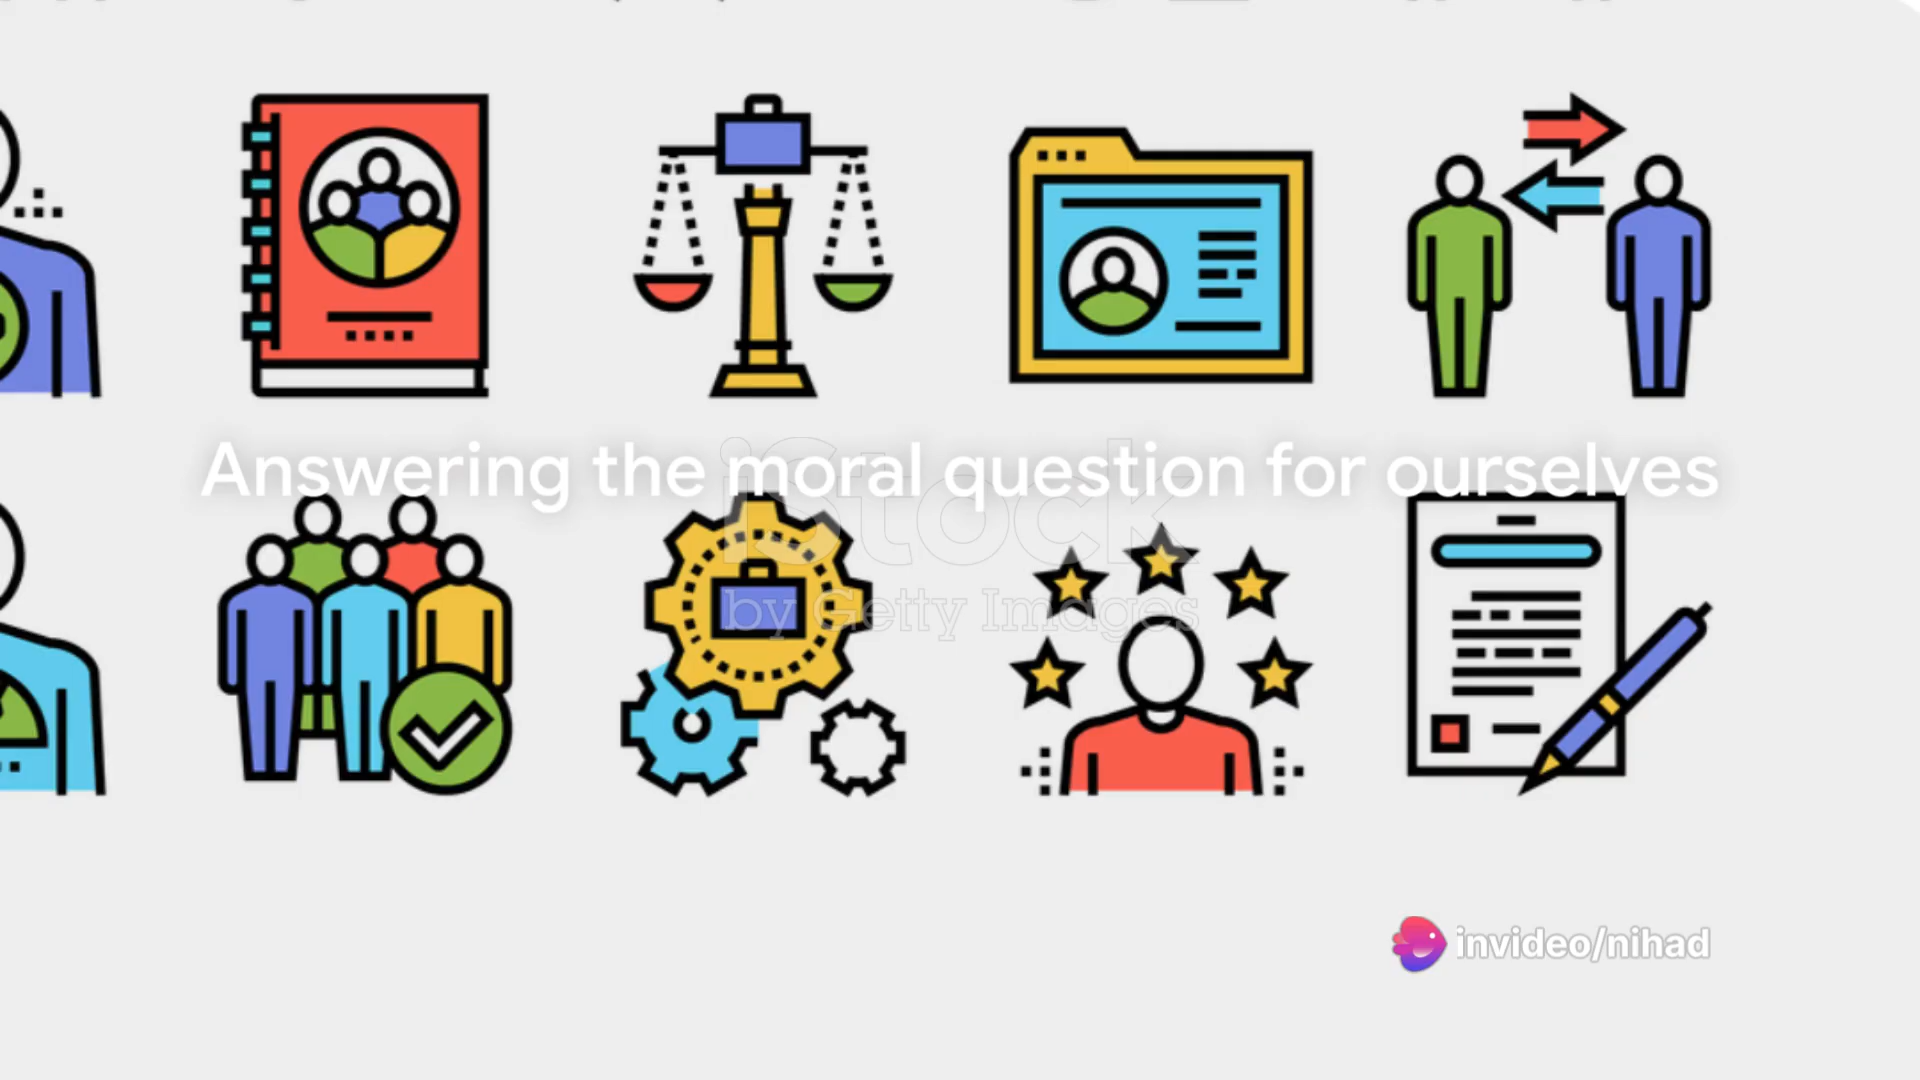 Answering the moral question for ourselves
iStock
by Getty Images
invideo/nihad